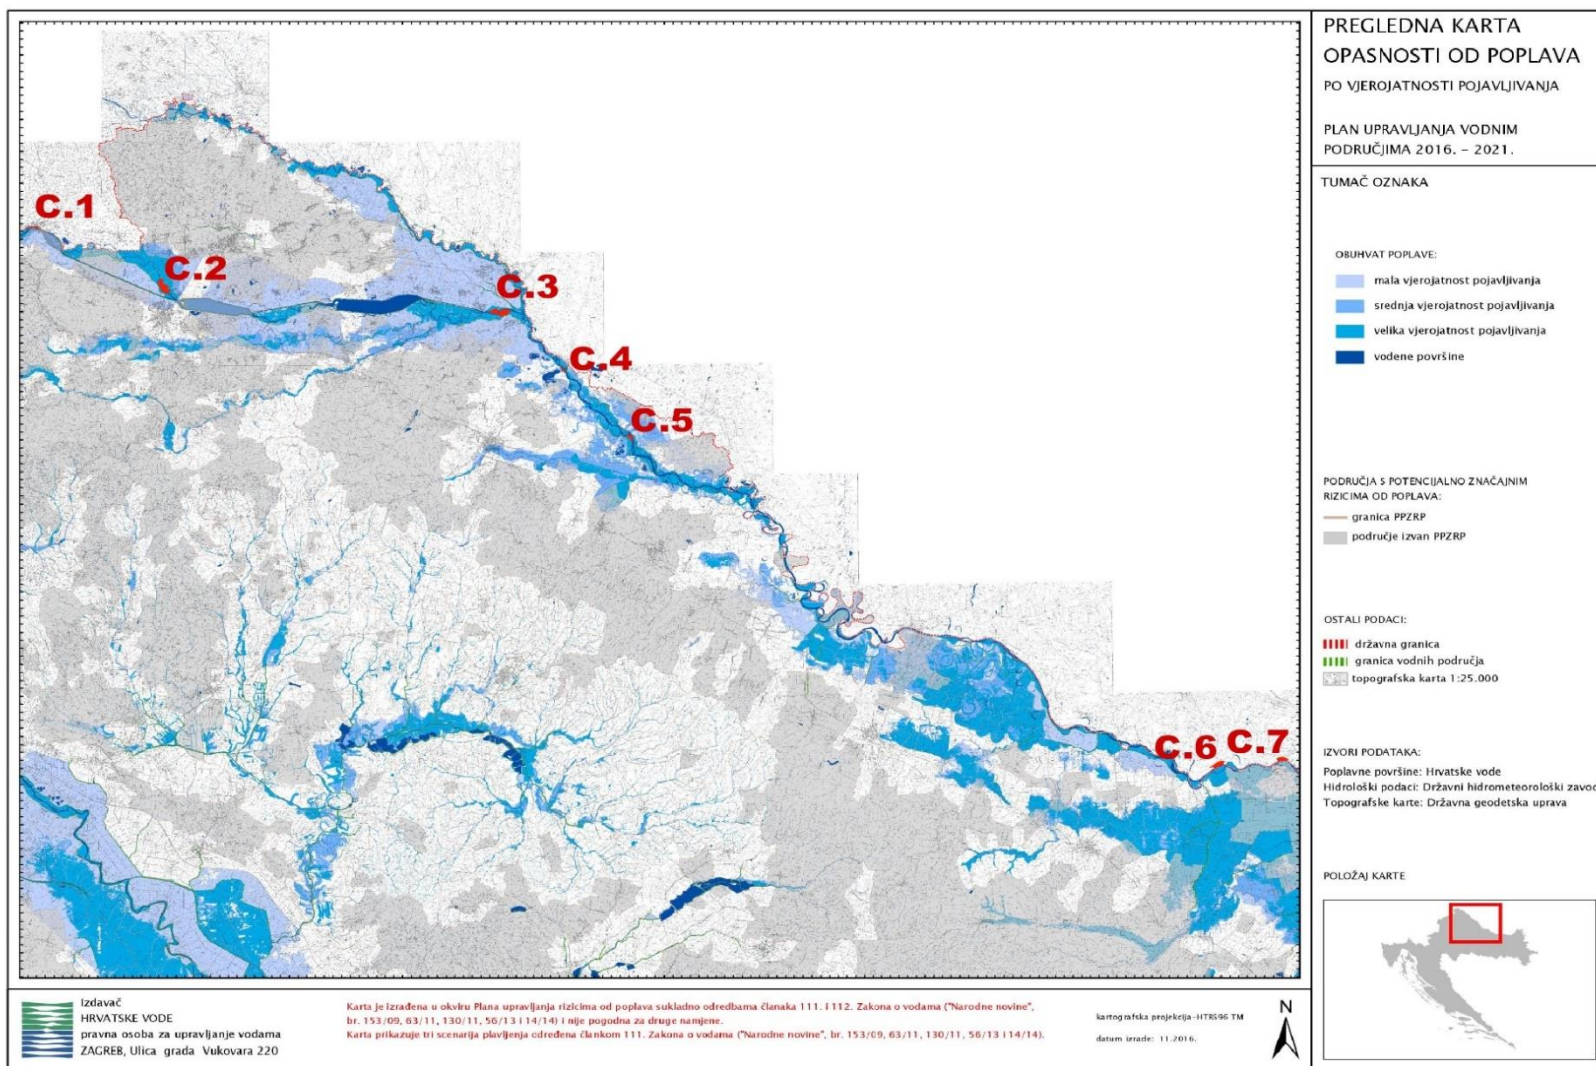 PREGLEDNA KARTA
OPASNOSTI OD POPLAVA
PO VJEROJATNOSTI POJAVLJIVANJA
PLAN UPRAVLJANJA VODNIM
PODRUČJIMA 2016. – 2021.
TUMAČ OZNAKA
OBUHVAT POPLAVE:
mala vjerojatnost pojavljivanja
srednja vjerojatnost pojavljivanja
velika vjerojatnost pojavljivanja
vodene površine
PODRUČJA S POTENCIJALNO ZNAČAJNIM
RIZICIMA OD POPLAVA:
granica PPZRP
područje izvan PPZRP
OSTALI PODACI:
državna granica
granica vodnih područja
topografska karta 1:25.000
IZVORI PODATAKA:
Poplavne površine: Hrvatske vode
Hidrološki podaci: Državni hidrometeorološki zavod
Topografske karte: Državna geodetska uprava
POLOŽAJ KARTE
C.1
C.2
C.3
C.4
C.5
C.6
C.7
Izdavač
HRVATSKE VODE
pravna osoba za upravljanje vodama
ZAGREB, Ulica grada Vukovara 220
Karta je izrađena u okviru Plana upravljanja rizicima od poplava sukladno odredbama članaka 111. i 112. Zakona o vodama ("Narodne novine",
br. 153/09, 63/11, 130/11, 56/13 i 14/14) i nije pogodna za druge namjene.
Karta prikazuje tri scenarija plavljenja određena člankom 111. Zakona o vodama ("Narodne novine", br. 153/09, 63/11, 130/11, 56/13 i 14/14).
kartografska projekcija-HTRS96 TM
datum izrade: 11.2016.
N